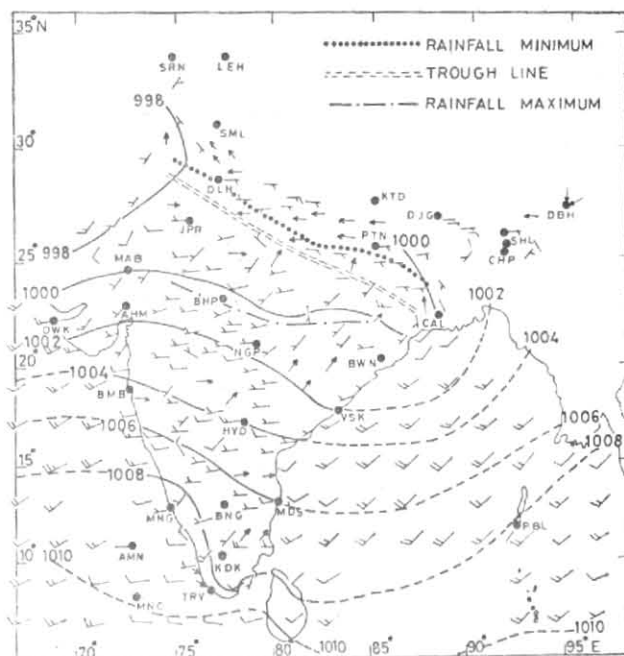 35°N
SRN LEH
RAINFALL MINIMUM
TROUGH LINE
RAINFALL MAXIMUM
998
30°
SML
DLH
KTD
JPR
DJG
DBH
PTN
1000
SHL
CHP
998
25°
MAB
1000
BHP
1002
DWK
AHM
CAL
1002
1004
NGP
BWN
20°
1004
BMB
VSK
1006
HYD
1006
1008
15°
1008
MNG
BNG
MDS
PBL
10°
1010
AMN
KDK
MNC
TRV
1010
1010
70° 75° 80° 85° 90° 95°E